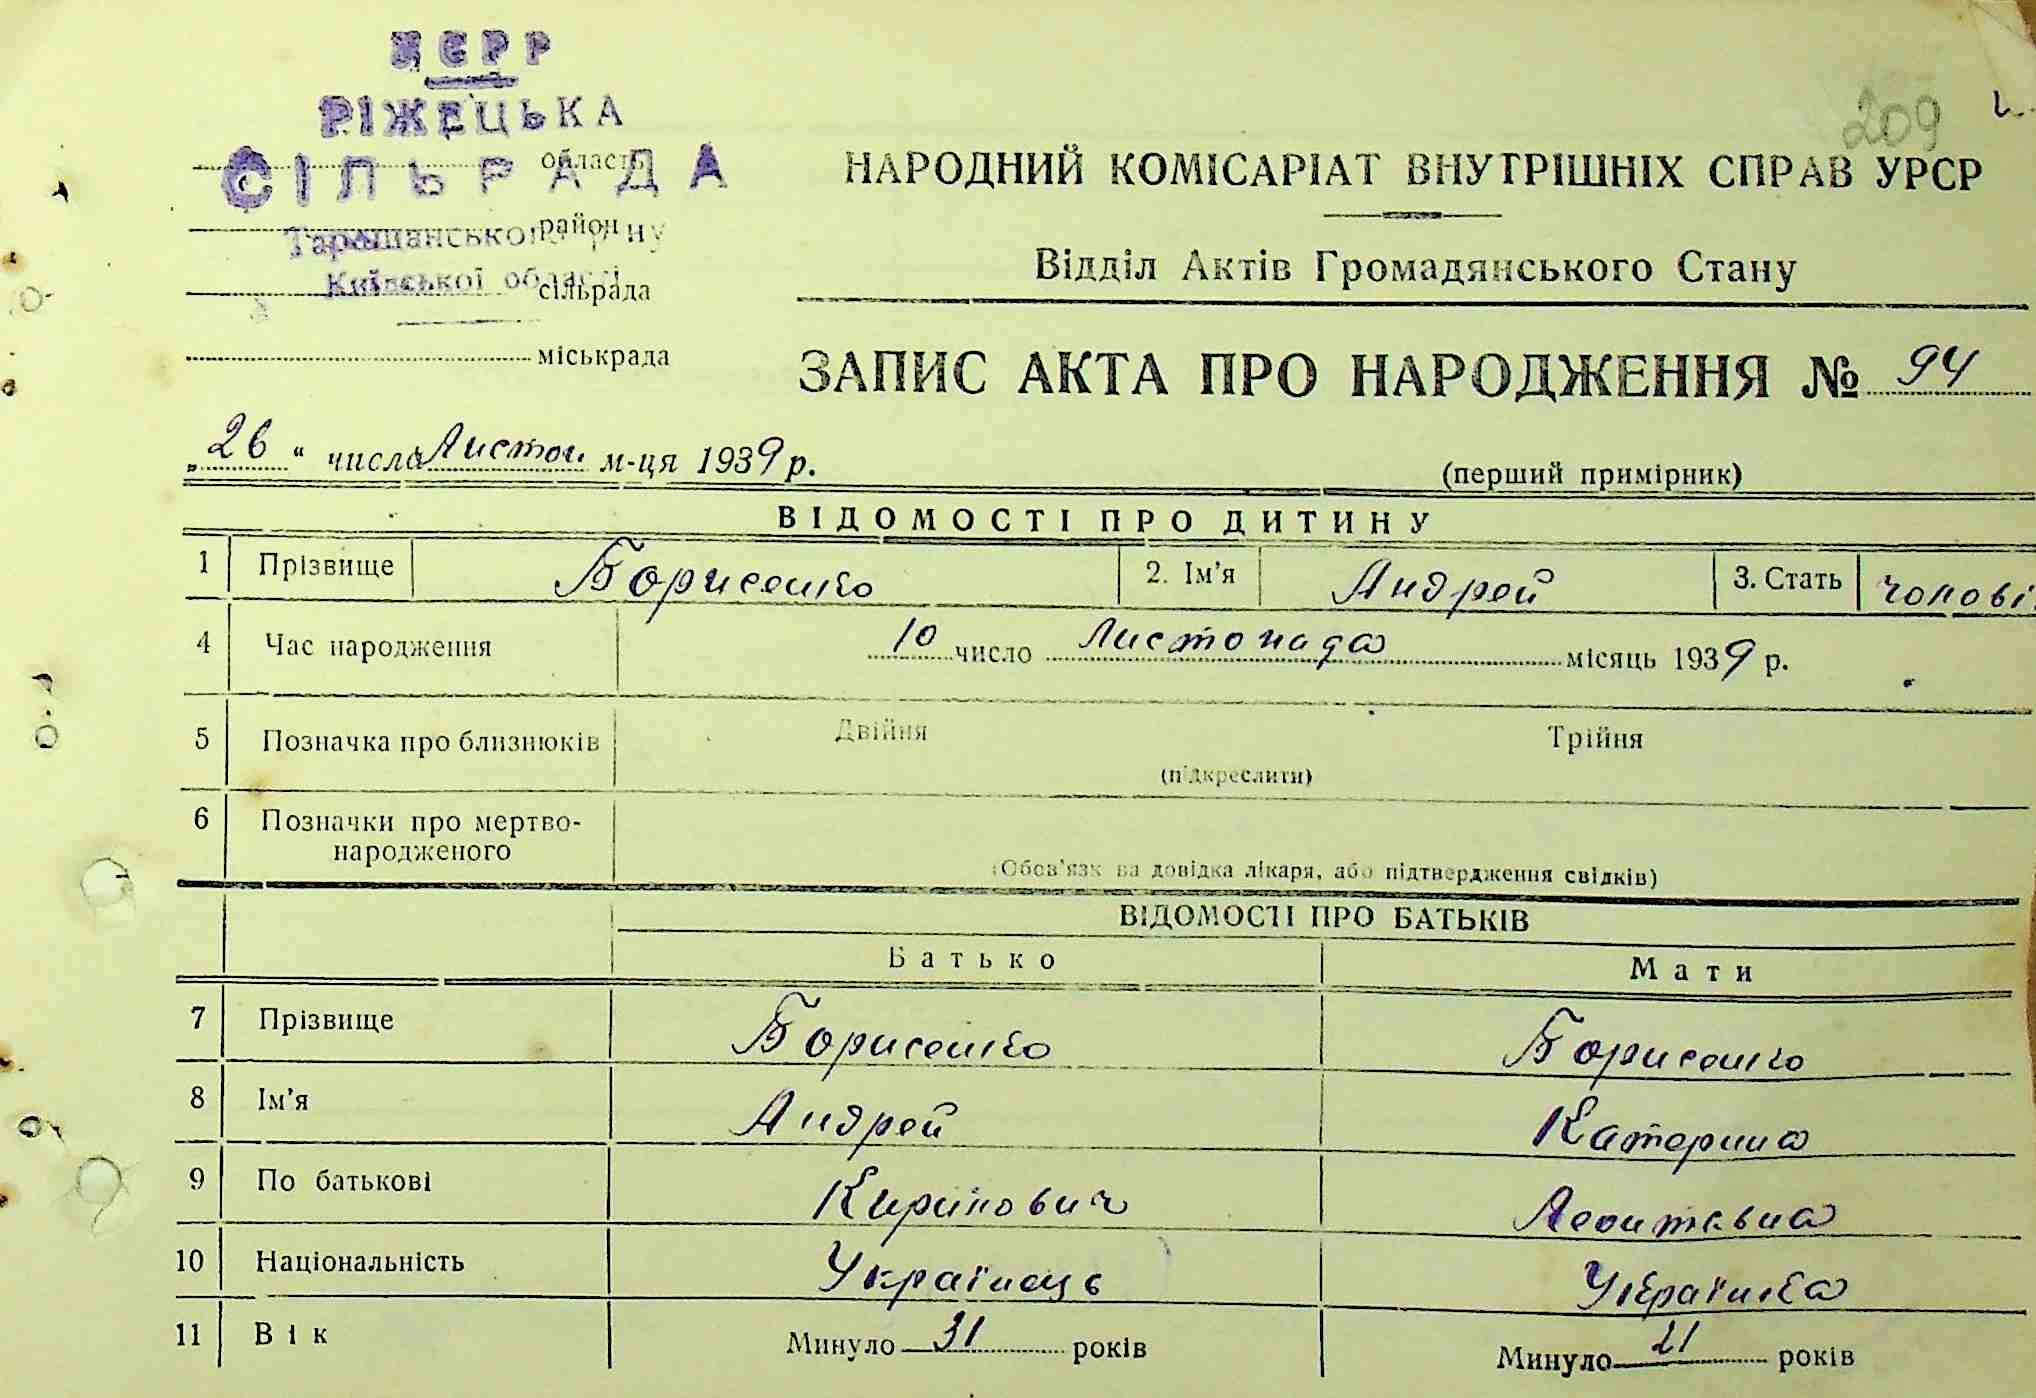 УСРР
РІЖЕЦЬКА
область
СІЛЬРАДА
район
Таращанського р-ну
Київської області
сільрада
міськрада
209
НАРОДНИЙ КОМІСАРІАТ ВНУТРІШНІХ СПРАВ УРСР
Відділ Актів Громадянського Стану
ЗАПИС АКТА ПРО НАРОДЖЕННЯ № 94
„26“ числа Листоп. м-ця 1939 р.
(перший примірник)
ВІДОМОСТІ ПРО ДИТИНУ
1 Прізвище Борисенко 2. Ім'я Андрей 3. Стать чолові
4 Час народження 10 число Листопада місяць 1939 р.
5 Позначка про близнюків Двійня Трійня
(підкреслити)
6 Позначки про мертво-
народженого
(Обов'язкова довідка лікаря, або підтвердження свідків)
ВІДОМОСТІ ПРО БАТЬКІВ
Батько Мати
7 Прізвище Борисенко Борисенко
8 Ім'я Андрей Катерина
9 По батькові Кирилович
10 Національність Українець Українка
11 Вік Минуло 31 років Минуло 21 років